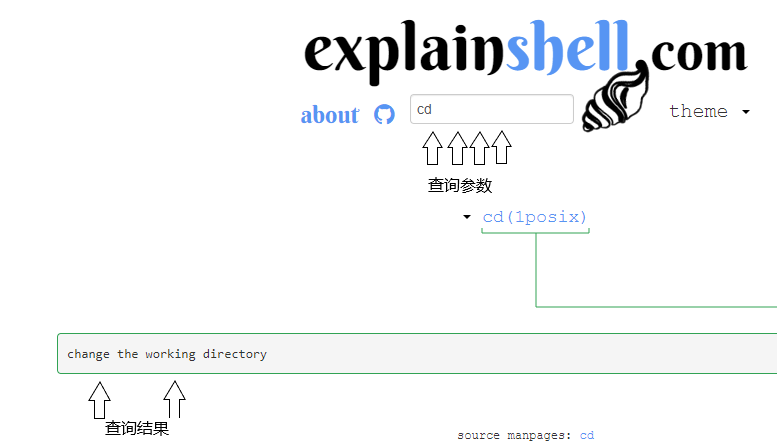 explainshell.com
about cd theme
查询参数
cd(1posix)
change the working directory
查询结果
source manpages: cd